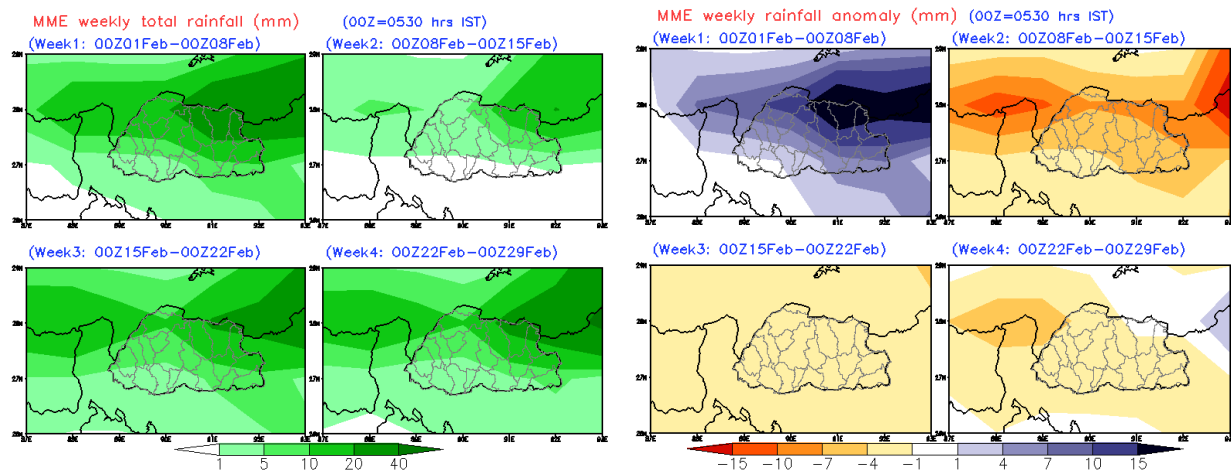 MME weekly total rainfall (mm) (00Z=0530 hrs IST)
(Week1: 00Z01Feb-00Z08Feb) (Week2: 00Z08Feb-00Z15Feb)
(Week3: 00Z15Feb-00Z22Feb) (Week4: 00Z22Feb-00Z29Feb)
1 5 10 20 40
MME weekly rainfall anomaly (mm) (00Z=0530 hrs IST)
(Week1: 00Z01Feb-00Z08Feb) (Week2: 00Z08Feb-00Z15Feb)
(Week3: 00Z15Feb-00Z22Feb) (Week4: 00Z22Feb-00Z29Feb)
-15 -10 -7 -4 -1 1 4 7 10 15